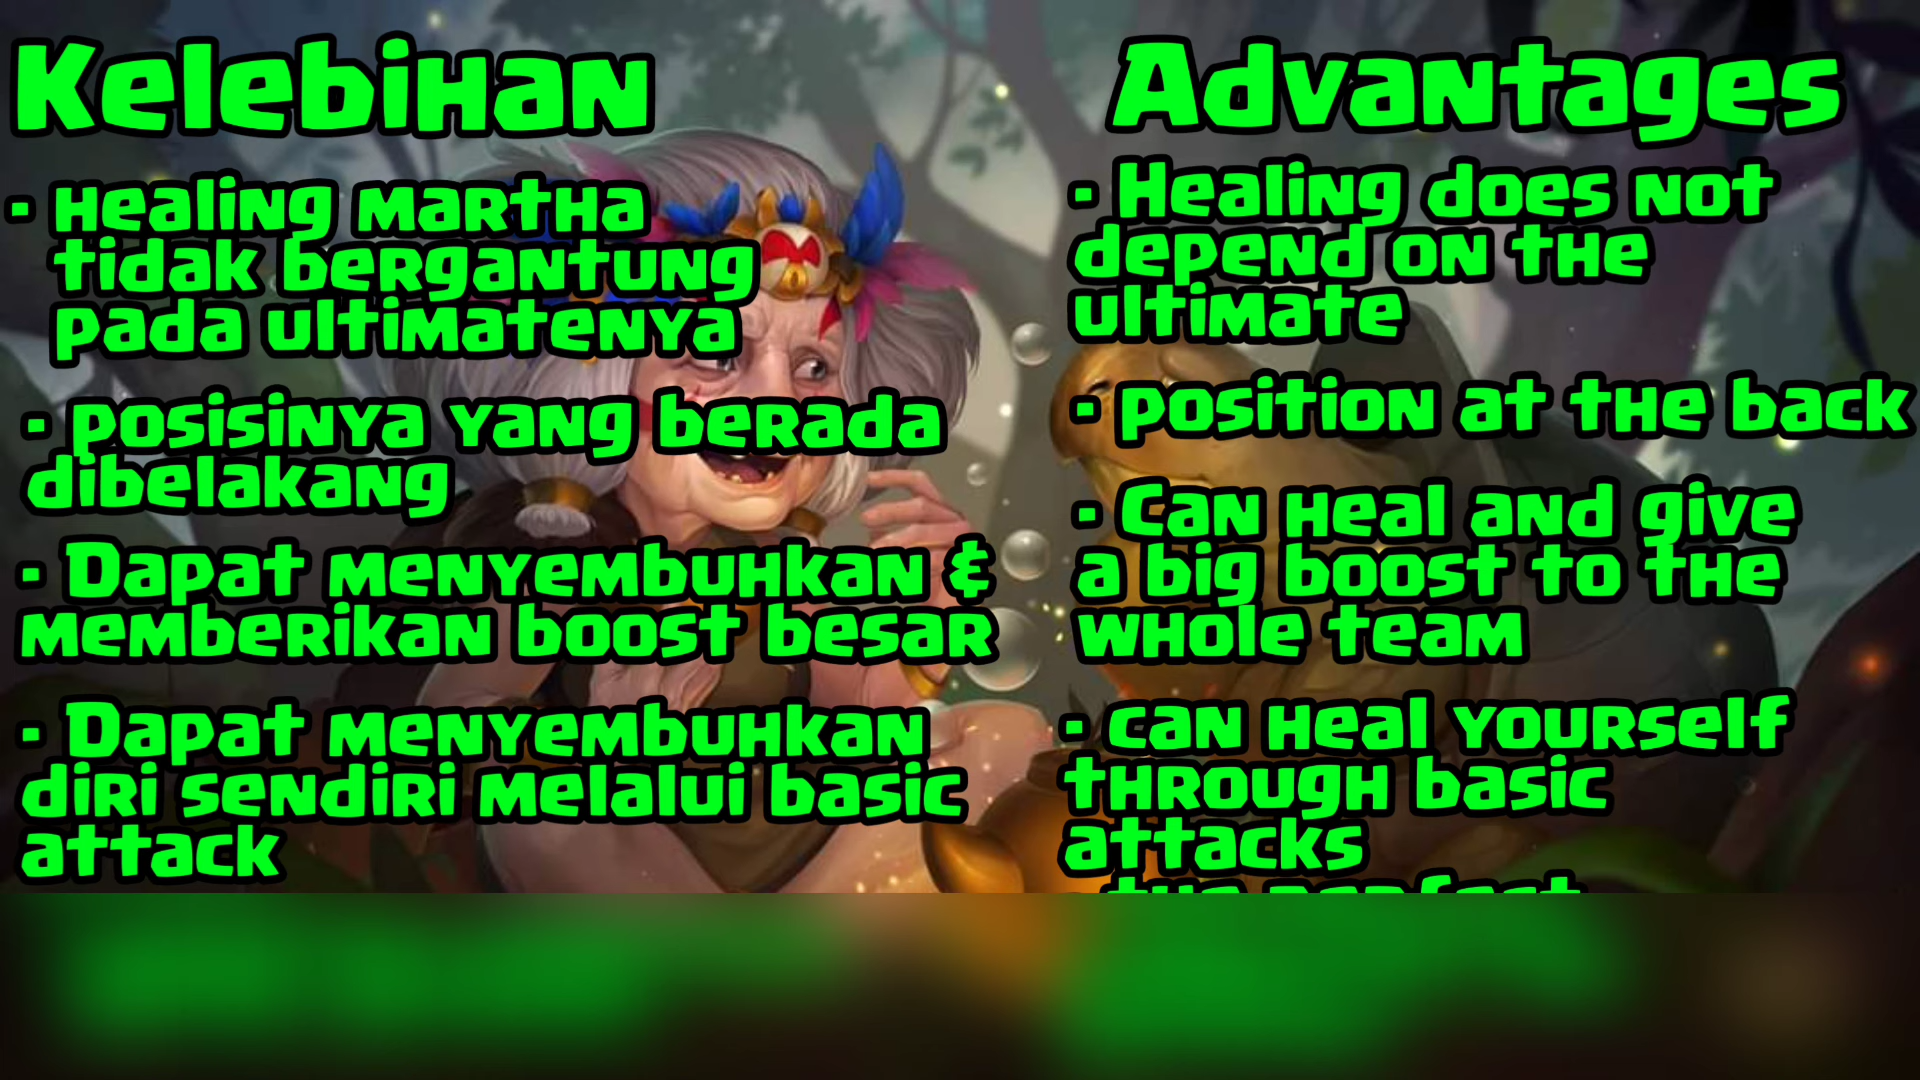 Kelebihan
- Healing Martha
tidak bergantung
pada ultimatenya
- posisinya yang berada
dibelakang
- Dapat menyembuhkan &
memberikan boost besar
- Dapat menyembuhkan
diri sendiri melalui basic
attack
Advantages
- Healing does not
depend on the
ultimate
- position at the back
- Can heal and give
a big boost to the
whole team
- can heal yourself
through basic
attacks